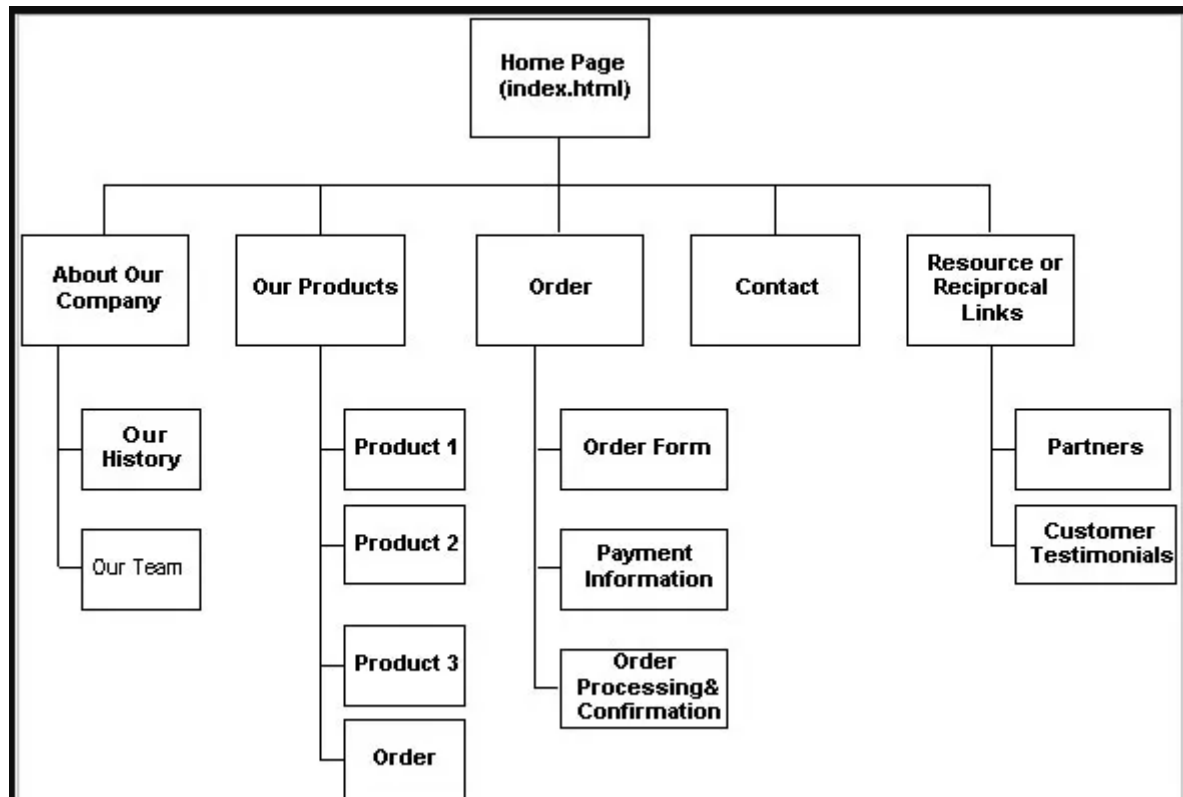 Home Page
(index.html)
About Our
Company
Our Products
Order
Contact
Resource or
Reciprocal
Links
Our
History
Our Team
Product 1
Product 2
Product 3
Order
Order Form
Payment
Information
Order
Processing&
Confirmation
Partners
Customer
Testimonials